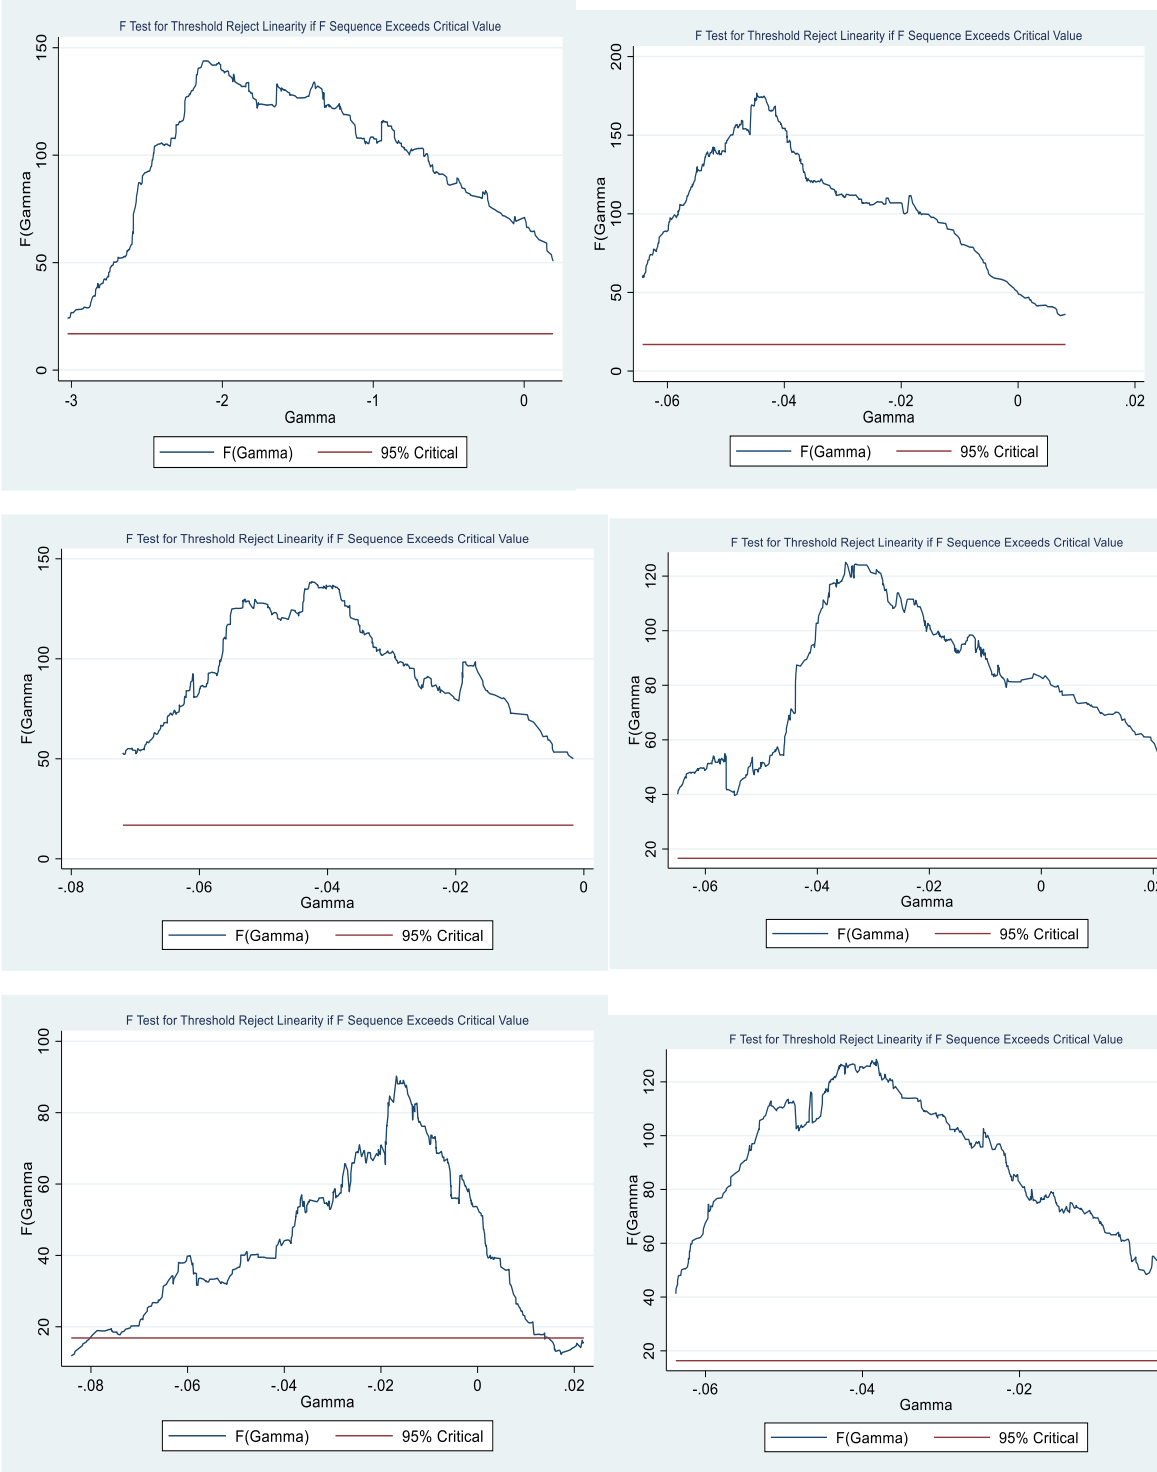 F Test for Threshold Reject Linearity if F Sequence Exceeds Critical Value
F(Gamma
150
100
50
0
-3 -2 -1 0
Gamma
F(Gamma) 95% Critical
F Test for Threshold Reject Linearity if F Sequence Exceeds Critical Value
F(Gamma
200
150
100
50
0
-.06 -.04 -.02 0 .02
Gamma
F(Gamma) 95% Critical
F Test for Threshold Reject Linearity if F Sequence Exceeds Critical Value
F(Gamma
150
100
50
0
-.08 -.06 -.04 -.02 0
Gamma
F(Gamma) 95% Critical
F Test for Threshold Reject Linearity if F Sequence Exceeds Critical Value
F(Gamma
120
100
80
60
40
20
-.06 -.04 -.02 0
Gamma
F(Gamma) 95% Critical
F Test for Threshold Reject Linearity if F Sequence Exceeds Critical Value
F(Gamma
100
80
60
40
20
-.08 -.06 -.04 -.02 0 .02
Gamma
F(Gamma) 95% Critical
F Test for Threshold Reject Linearity if F Sequence Exceeds Critical Value
F(Gamma
120
100
80
60
40
20
-.06 -.04 -.02
Gamma
F(Gamma) 95% Critical